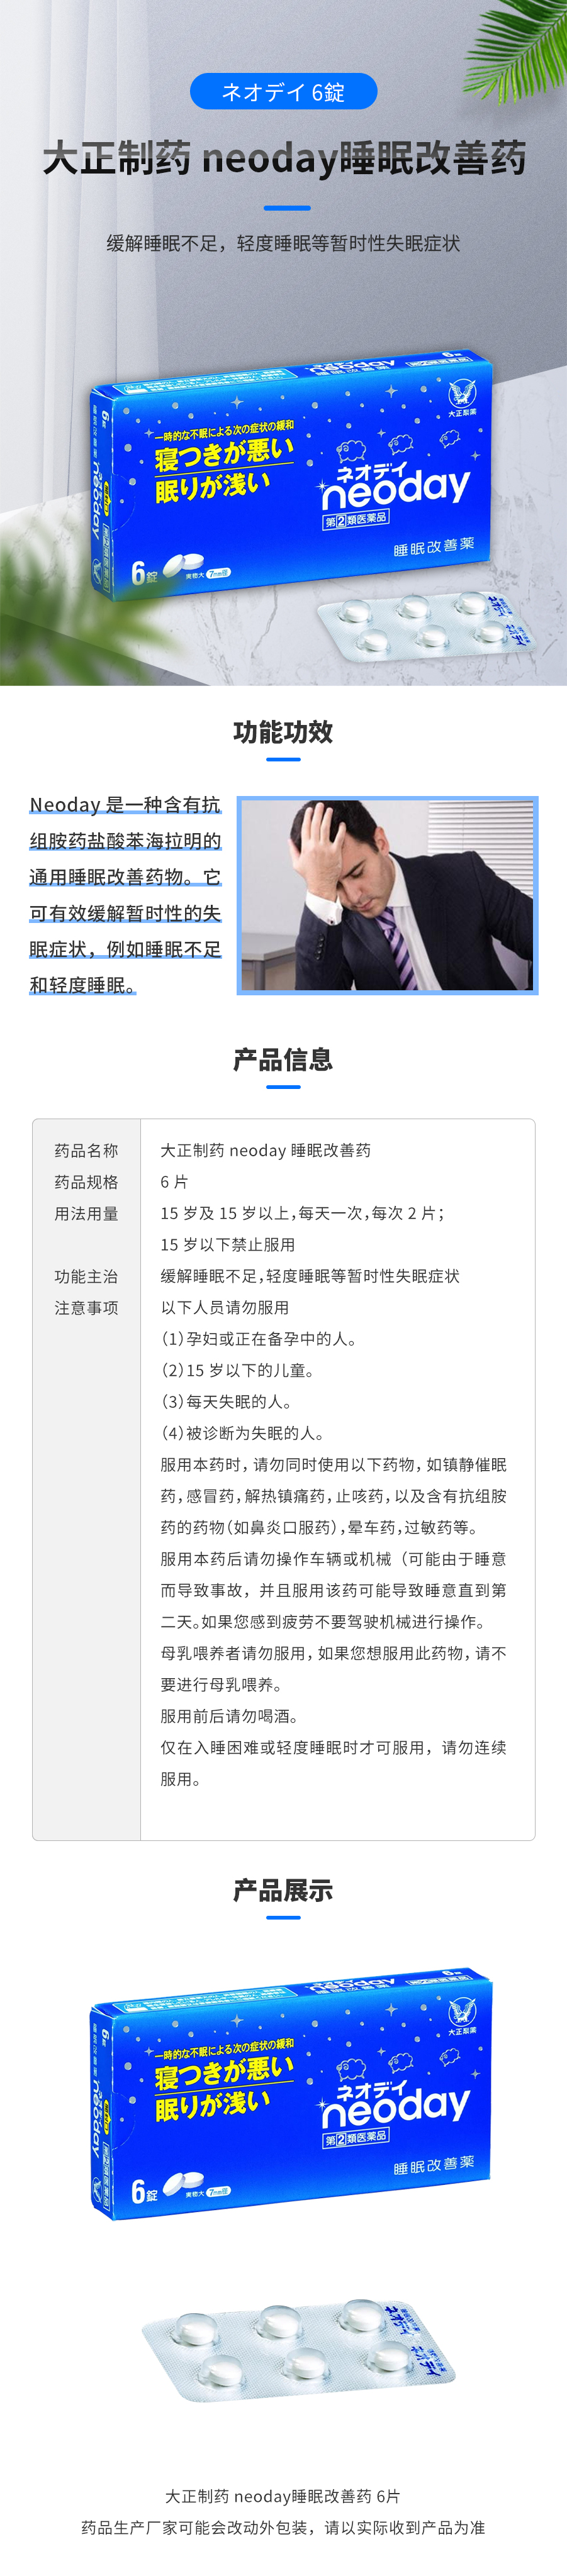 ネオデイ 6錠
大正制药 neoday睡眠改善药
缓解睡眠不足，轻度睡眠等暂时性失眠症状
6錠
大正製薬
一時的な不眠による次の症状の緩和
寝つきが悪い
眠りが浅い
ネオデイ
neoday
指②類医薬品
睡眠改善薬
6錠
実物大 7mm径
neoday
功能功效
Neoday 是一种含有抗
组胺药盐酸苯海拉明的
通用睡眠改善药物。它
可有效缓解暂时性的失
眠症状，例如睡眠不足
和轻度睡眠。
产品信息
药品名称 大正制药 neoday 睡眠改善药
药品规格 6 片
用法用量 15 岁及 15 岁以上，每天一次，每次 2 片；
15 岁以下禁止服用
功能主治 缓解睡眠不足，轻度睡眠等暂时性失眠症状
注意事项 以下人员请勿服用
（1）孕妇或正在备孕中的人。
（2）15 岁以下的儿童。
（3）每天失眠的人。
（4）被诊断为失眠的人。
服用本药时，请勿同时使用以下药物，如镇静催眠
药，感冒药，解热镇痛药，止咳药，以及含有抗组胺
药的药物（如鼻炎口服药），晕车药，过敏药等。
服用本药后请勿操作车辆或机械（可能由于睡意
而导致事故，并且服用该药可能导致睡意直到第
二天。如果您感到疲劳不要驾驶机械进行操作。
母乳喂养者请勿服用，如果您想服用此药物，请不
要进行母乳喂养。
服用前后请勿喝酒。
仅在入睡困难或轻度睡眠时才可服用，请勿连续
服用。
产品展示
6錠
大正製薬
一時的な不眠による次の症状の緩和
寝つきが悪い
眠りが浅い
ネオデイ
neoday
指②類医薬品
睡眠改善薬
6錠
実物大 7mm径
neoday
大正制药 neoday睡眠改善药 6片
药品生产厂家可能会改动外包装，请以实际收到产品为准